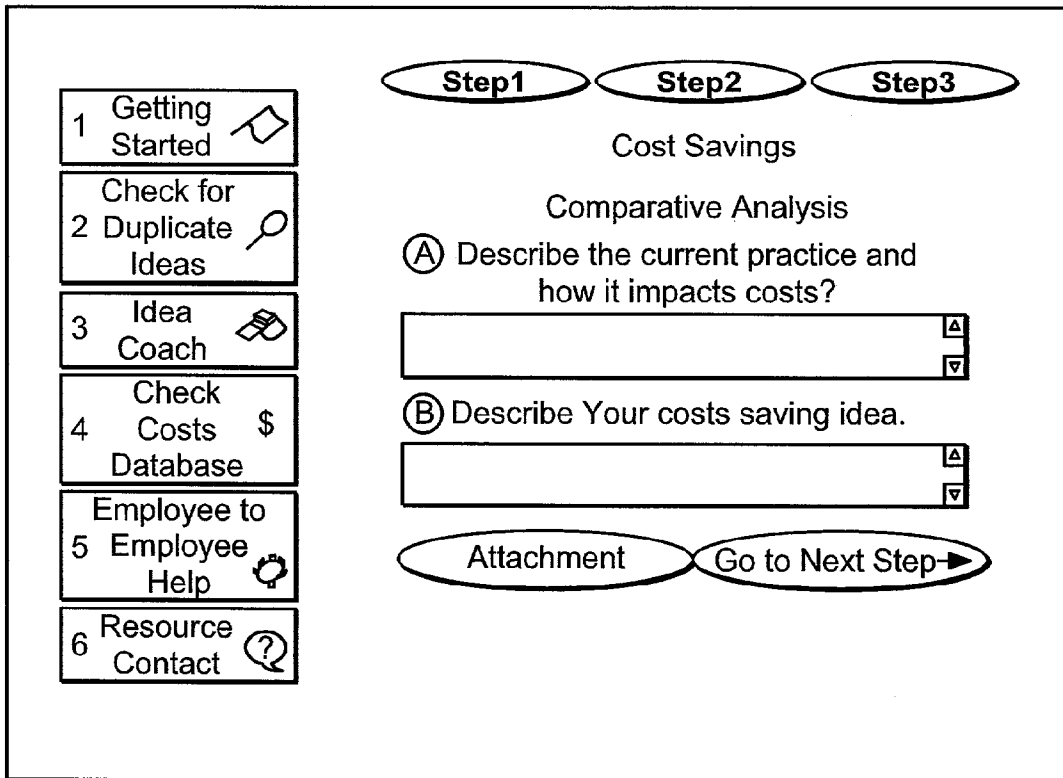 1 Getting
Started
2 Check for
Duplicate
Ideas
3 Idea
Coach
4 Check
Costs $
Database
5 Employee to
Employee
Help
6 Resource
Contact ?
Step1 Step2 Step3
Cost Savings
Comparative Analysis
A Describe the current practice and
how it impacts costs?
B Describe Your costs saving idea.
Attachment Go to Next Step